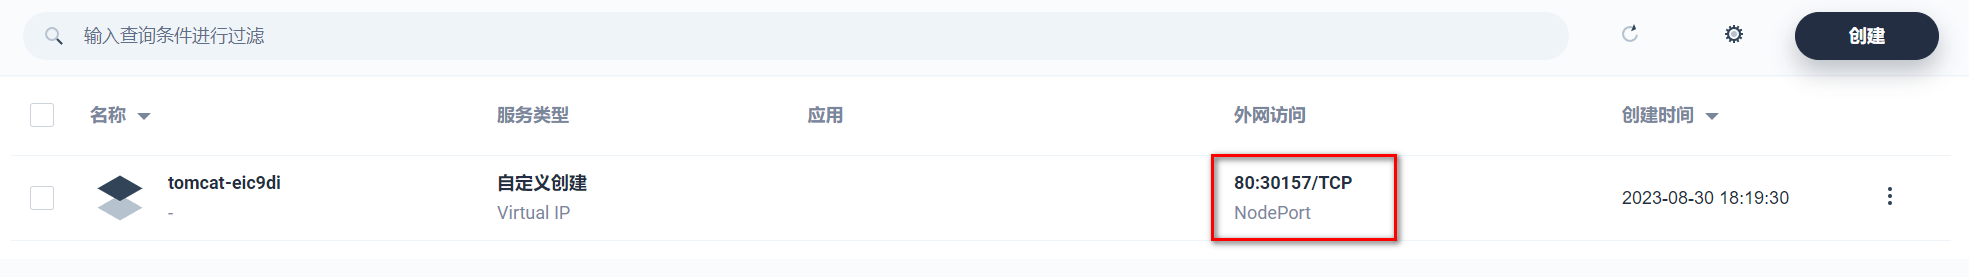 输入查询条件进行过滤
创建
名称 服务类型 应用 外网访问 创建时间
tomcat-eic9di 自定义创建 80:30157/TCP 2023-08-30 18:19:30
- Virtual IP NodePort